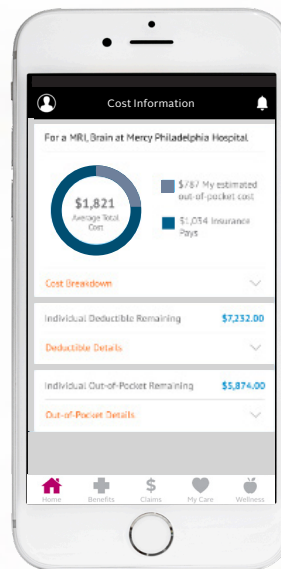 Cost Information
For a MRI, Brain at Mercy Philadelphia Hospital
$1,821
Average Total
Cost
$787 My estimated
out-of-pocket cost
$1,034 Insurance
Pays
Cost Breakdown
Individual Deductible Remaining $7,232.00
Deductible Details
Individual Out-of-Pocket Remaining $5,874.00
Out-of-Pocket Details
Home Benefits Claims My Care Wellness